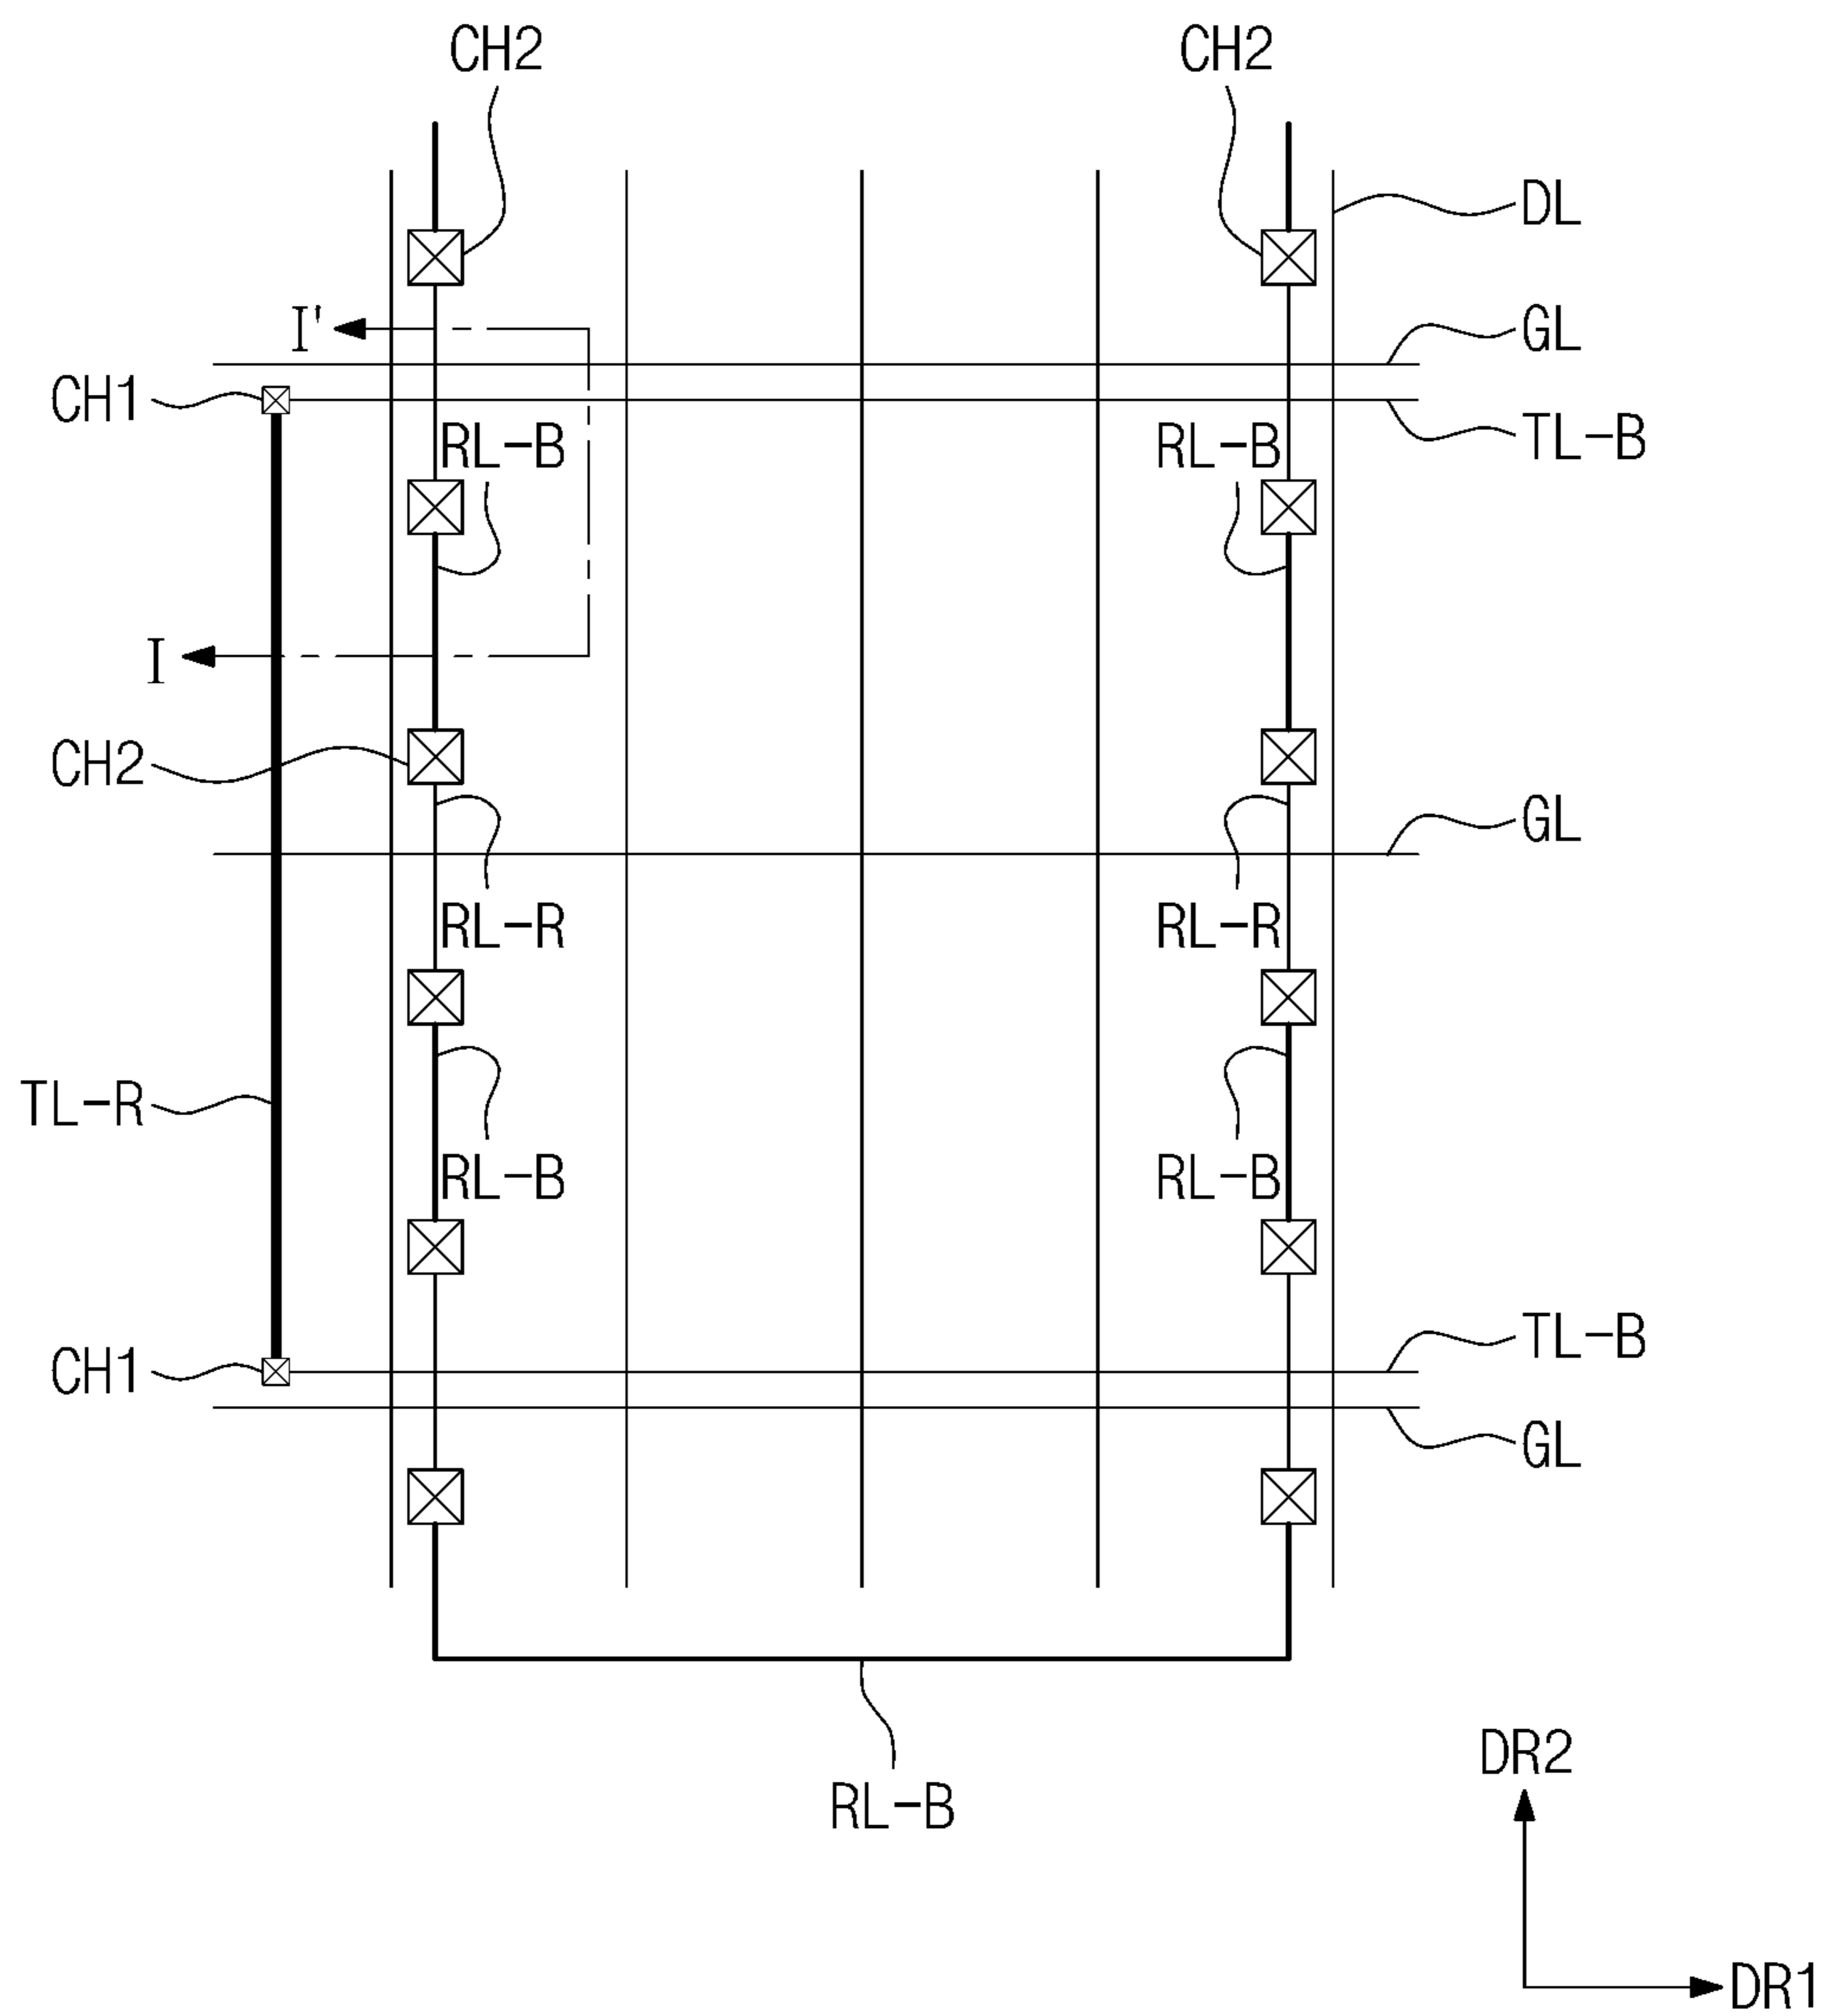 CH2 CH2
DL
I' GL
CH1
RL-B RL-B TL-B
I
CH2
GL
RL-R RL-R
TL-R
RL-B RL-B
TL-B
CH1
GL
DR2
RL-B
DR1